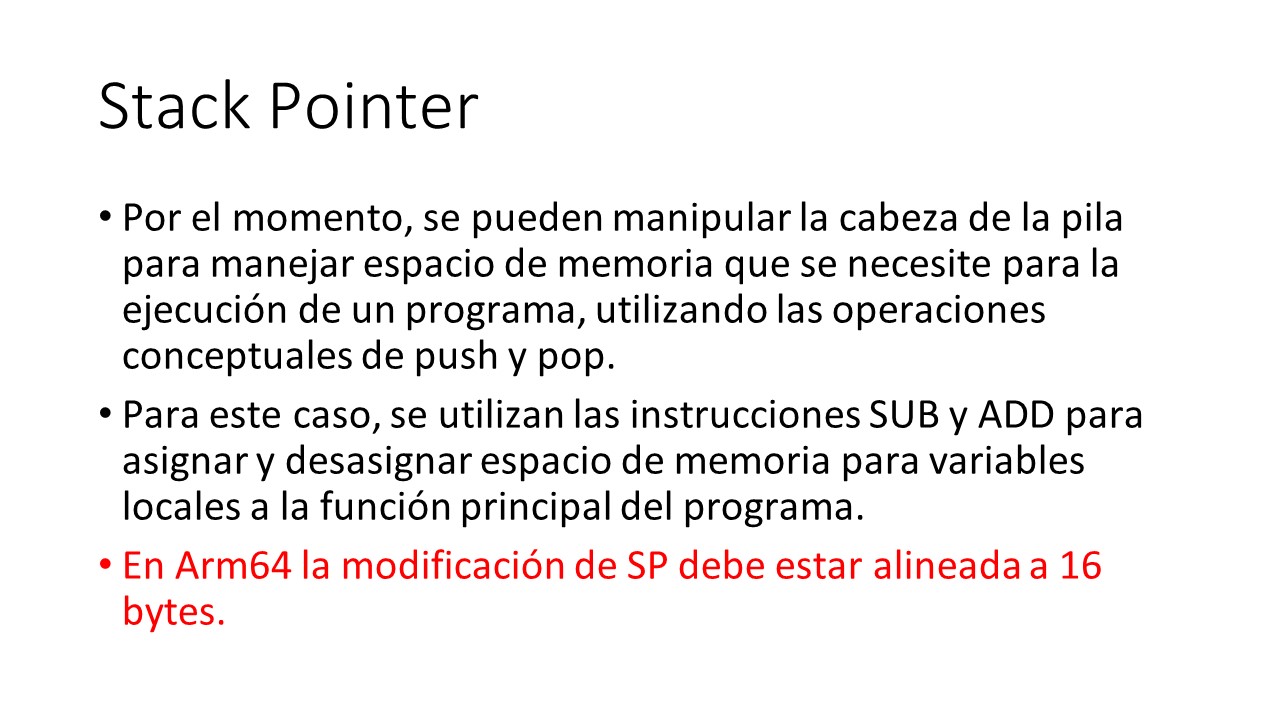 Stack Pointer
• Por el momento, se pueden manipular la cabeza de la pila
para manejar espacio de memoria que se necesite para la
ejecución de un programa, utilizando las operaciones
conceptuales de push y pop.
• Para este caso, se utilizan las instrucciones SUB y ADD para
asignar y desasignar espacio de memoria para variables
locales a la función principal del programa.
• En Arm64 la modificación de SP debe estar alineada a 16
bytes.